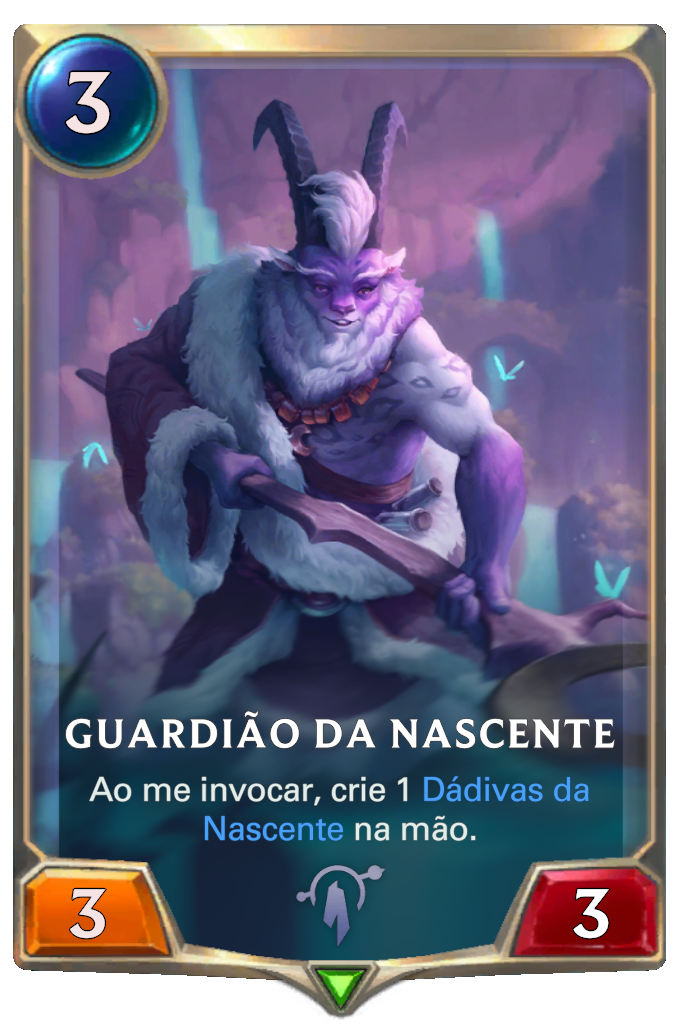 3
GUARDIÃO DA NASCENTE
Ao me invocar, crie 1 Dádivas da
Nascente na mão.
3
3